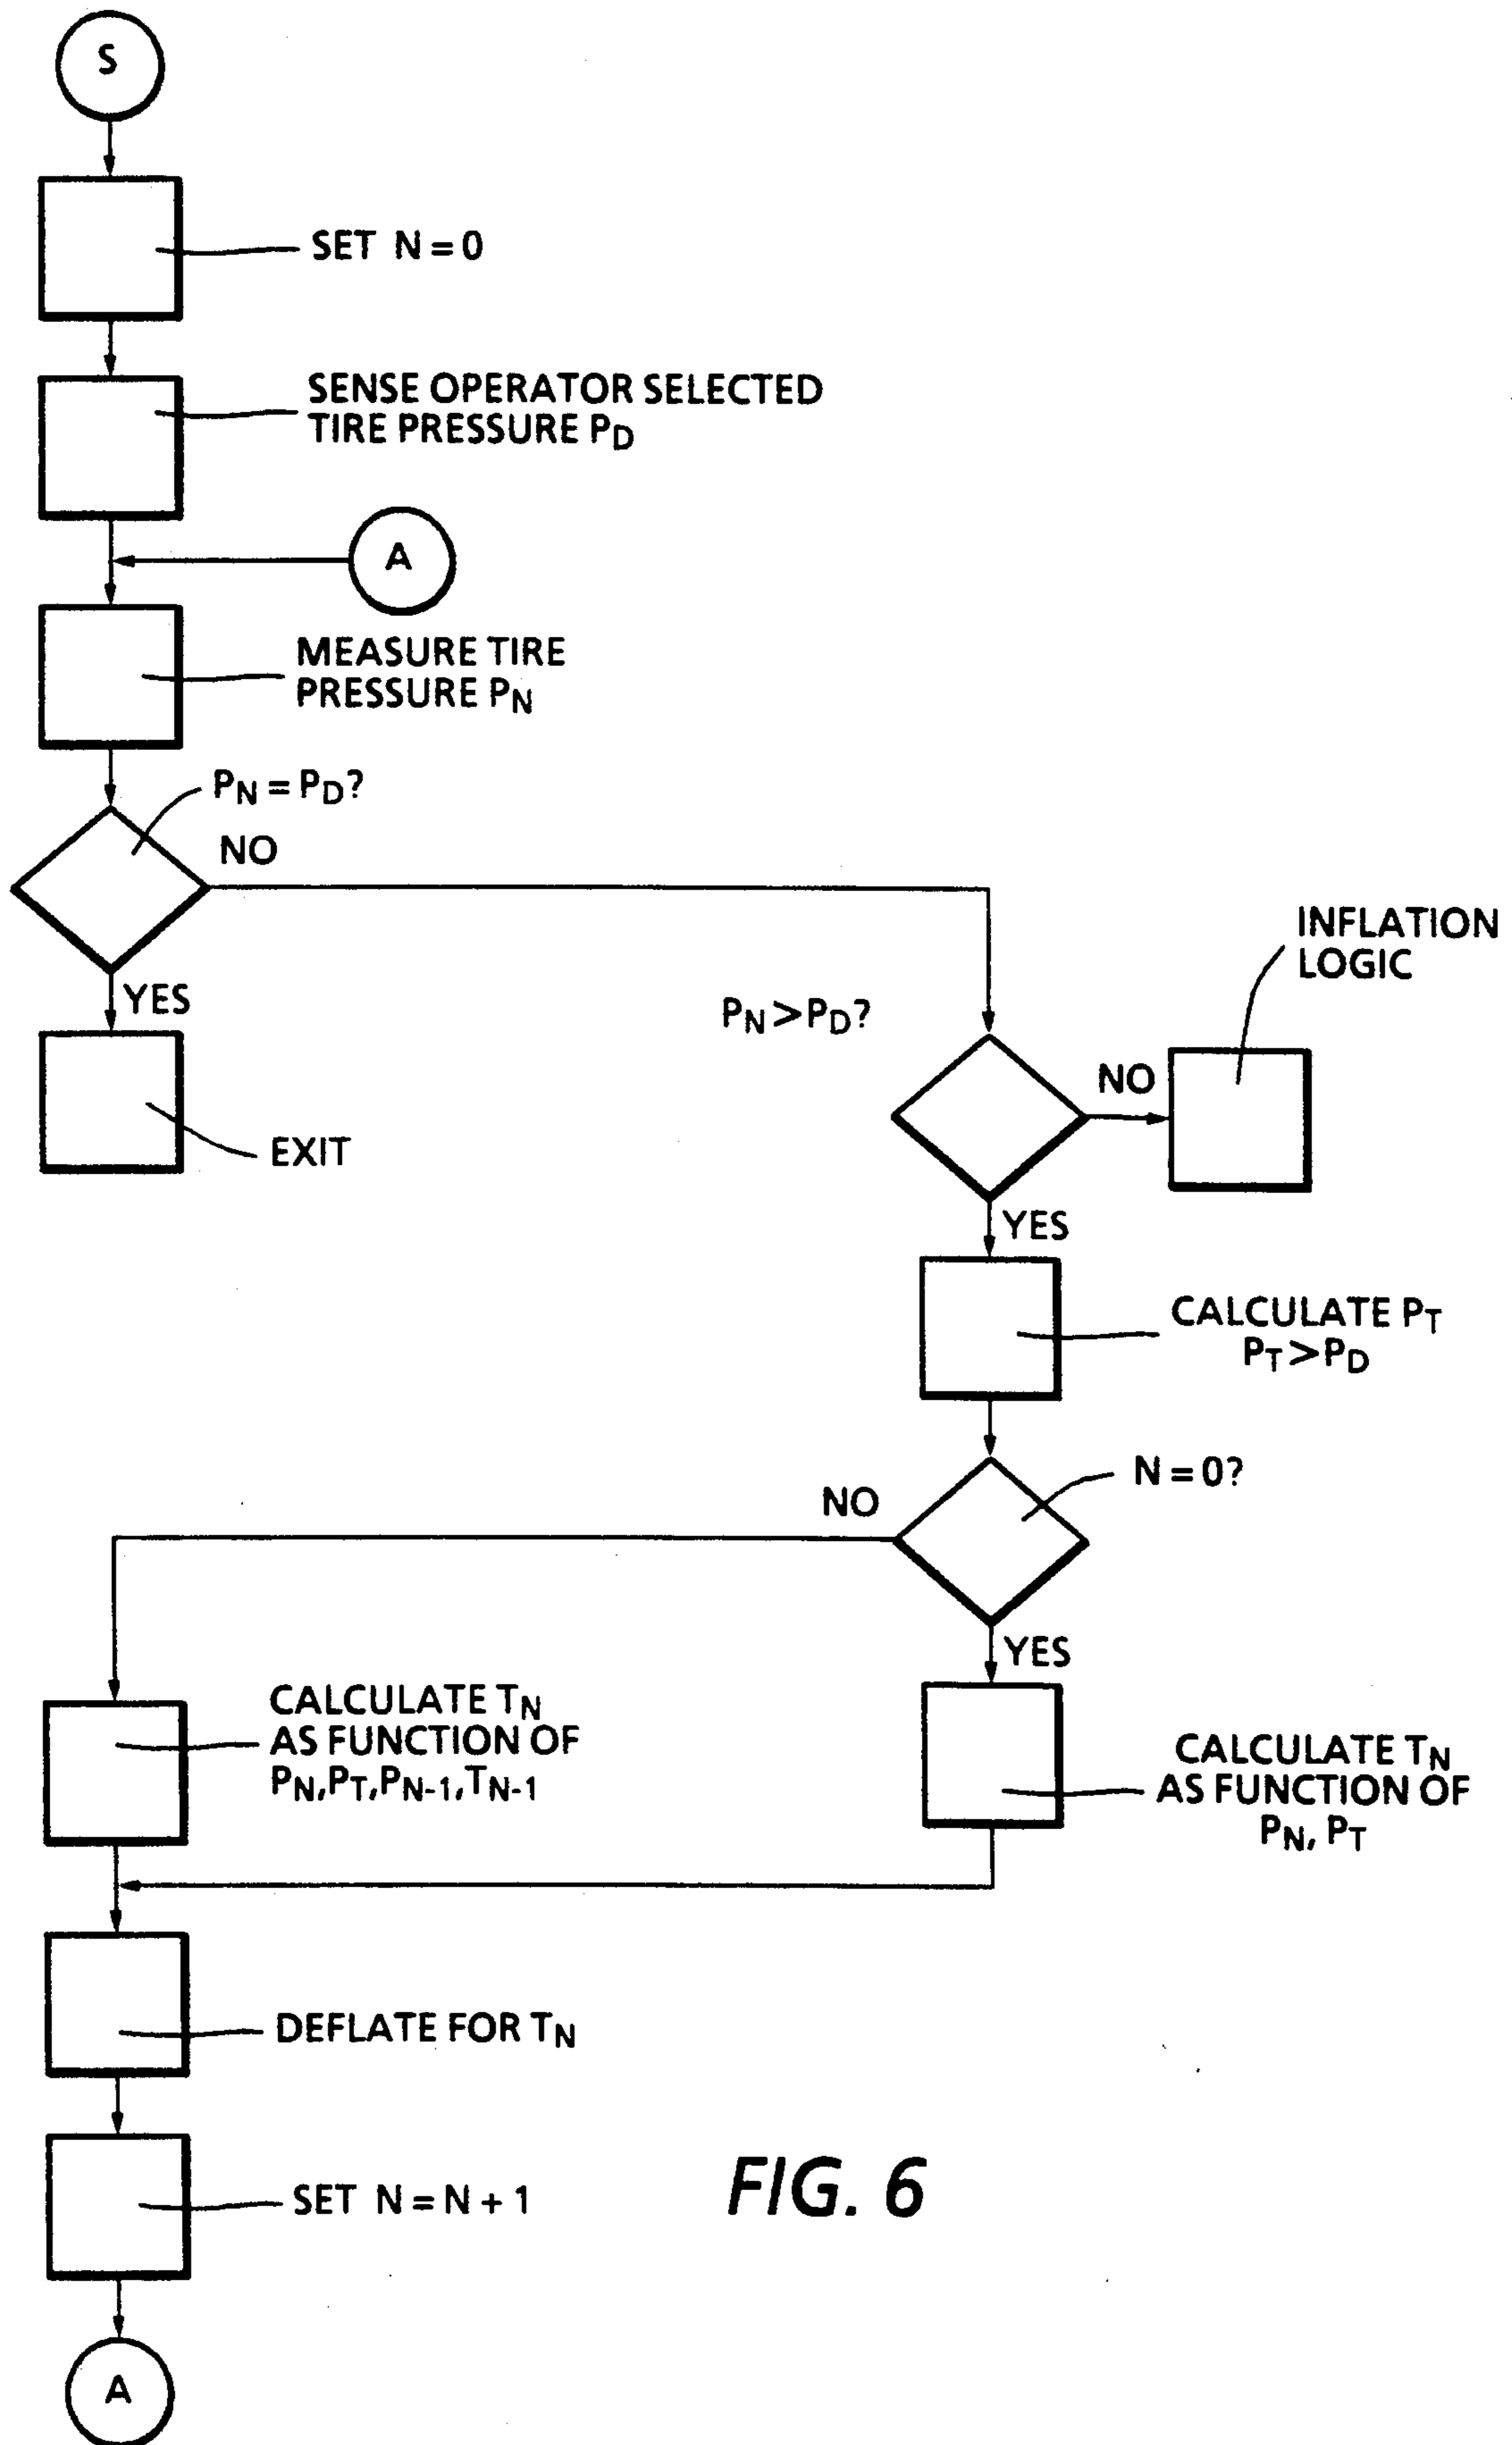 S
SET N = 0
SENSE OPERATOR SELECTED
TIRE PRESSURE PD
A
MEASURE TIRE
PRESSURE PN
PN = PD?
NO
YES
EXIT
PN > PD?
NO
INFLATION
LOGIC
YES
CALCULATE PT
PT > PD
N = 0?
NO
YES
CALCULATE TN
AS FUNCTION OF
PN, PT, PN-1, TN-1
CALCULATE TN
AS FUNCTION OF
PN, PT
DEFLATE FOR TN
SET N = N + 1
FIG. 6
A